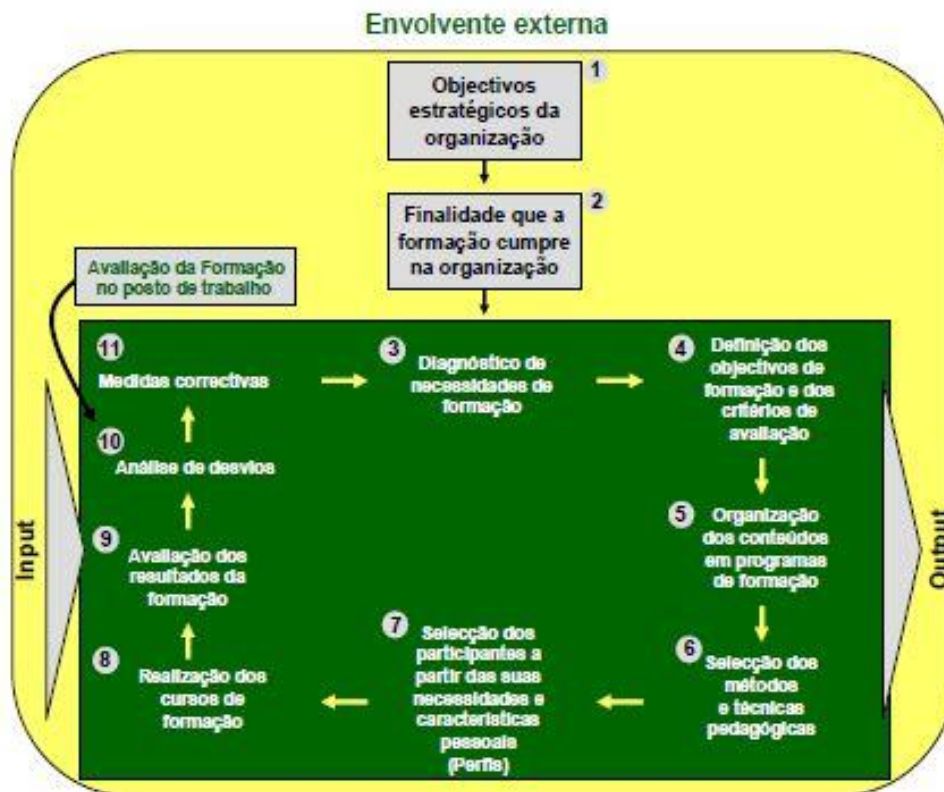 Envolvente externa
1
Objectivos
estratégicos da
organização
2
Finalidade que a
formação cumpre
na organização
Avaliação da Formação
no posto de trabalho
3
Diagnóstico de
necessidades de
formação
4
Definição dos
objectivos de
formação e dos
critérios de
avaliação
5
Organização
dos conteúdos
em programas
de formação
6
Selecção dos
métodos
e técnicas
pedagógicas
7
Selecção dos
participantes a
partir das suas
necessidades e
características
pessoais
(Perfis)
8
Realização dos
cursos de
formação
9
Avaliação dos
resultados da
formação
10
Análise de desvios
11
Medidas correctivas
Input
Output